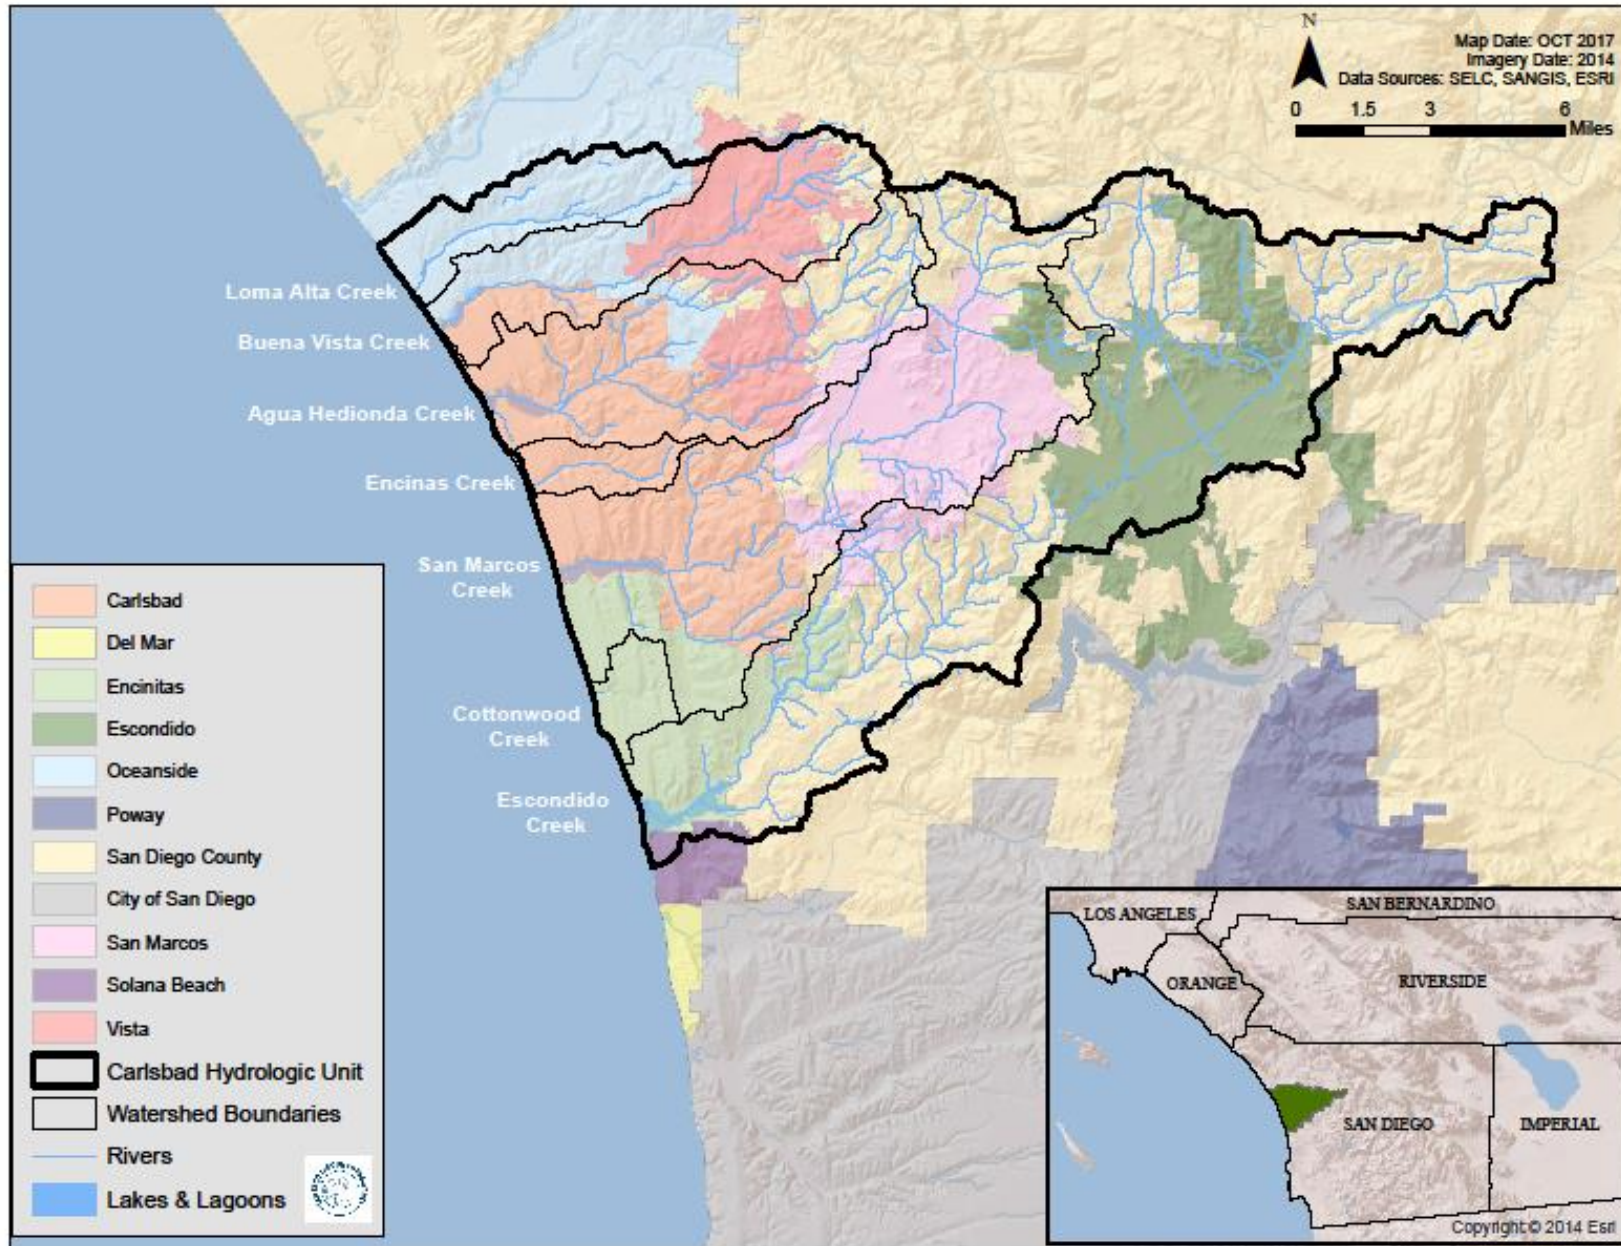 N
Map Date: OCT 2017
Imagery Date: 2014
Data Sources: SELC, SANGIS, ESRI
0 1.5 3 6
Miles
Loma Alta Creek
Buena Vista Creek
Agua Hedionda Creek
Encinas Creek
San Marcos
Creek
Cottonwood
Creek
Escondido
Creek
Carlsbad
Del Mar
Encinitas
Escondido
Oceanside
Poway
San Diego County
City of San Diego
San Marcos
Solana Beach
Vista
Carlsbad Hydrologic Unit
Watershed Boundaries
Rivers
Lakes & Lagoons
LOS ANGELES
SAN BERNARDINO
ORANGE
RIVERSIDE
SAN DIEGO
IMPERIAL
Copyright:© 2014 Esri